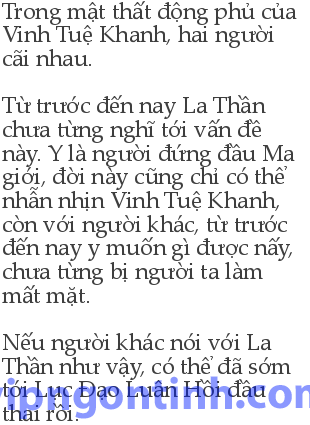 Trong mật thất động phủ của
Vinh Tuệ Khanh, hai người
cãi nhau.
Từ trước đến nay La Thần
chưa từng nghĩ tới vấn đề
này. Y là người đứng đầu Ma
giới, đời này cũng chỉ có thể
nhẫn nhịn Vinh Tuệ Khanh,
còn với người khác, từ trước
đến nay y muốn gì được nấy,
chưa từng bị người ta làm
mất mặt.
Nếu người khác nói với La
Thần như vậy, có thể đã sớm
tới Lục Đạo Luân Hồi đầu
thai rồi.
vipngontinh.com